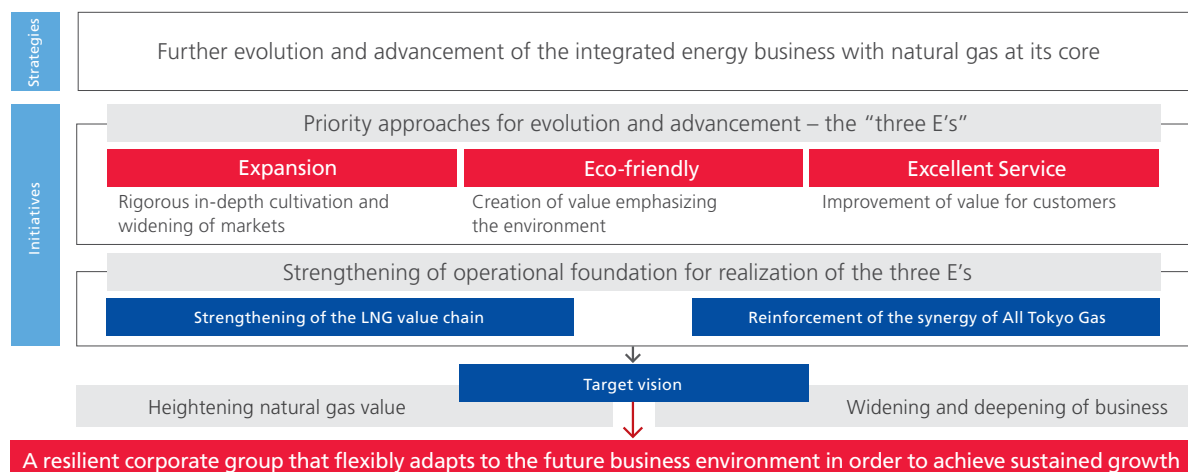 Strategies
Further evolution and advancement of the integrated energy business with natural gas at its core
Initiatives
Priority approaches for evolution and advancement – the “three E’s”
Expansion
Rigorous in-depth cultivation and
widening of markets
Eco-friendly
Creation of value emphasizing
the environment
Excellent Service
Improvement of value for customers
Strengthening of operational foundation for realization of the three E’s
Strengthening of the LNG value chain
Reinforcement of the synergy of All Tokyo Gas
Target vision
Heightening natural gas value
Widening and deepening of business
A resilient corporate group that flexibly adapts to the future business environment in order to achieve sustained growth